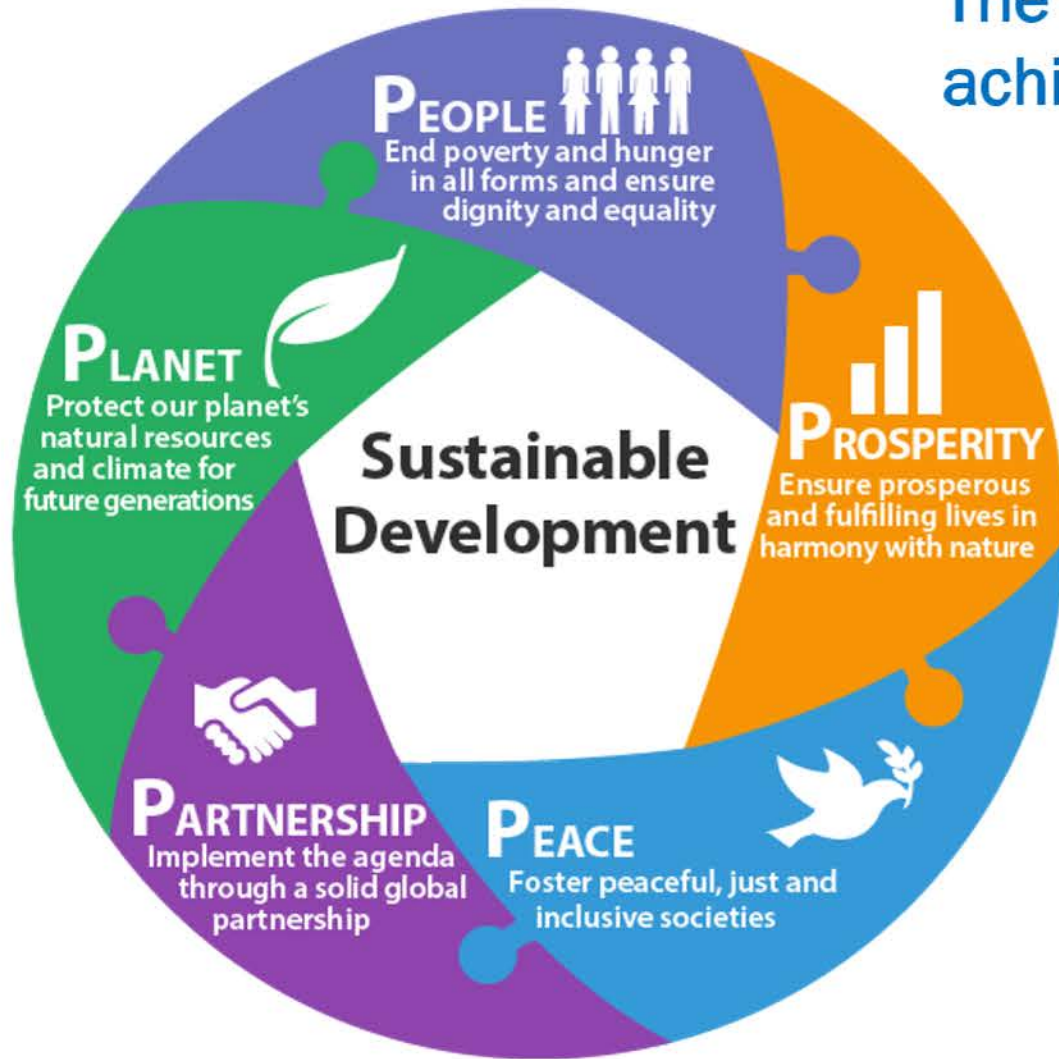 The
PEOPLE
End poverty and hunger
in all forms and ensure
dignity and equality
PROSPERITY
Ensure prosperous
and fulfilling lives in
harmony with nature
PEACE
Foster peaceful, just and
inclusive societies
PARTNERSHIP
Implement the agenda
through a solid global
partnership
PLANET
Protect our planet's
natural resources
and climate for
future generations
Sustainable
Development